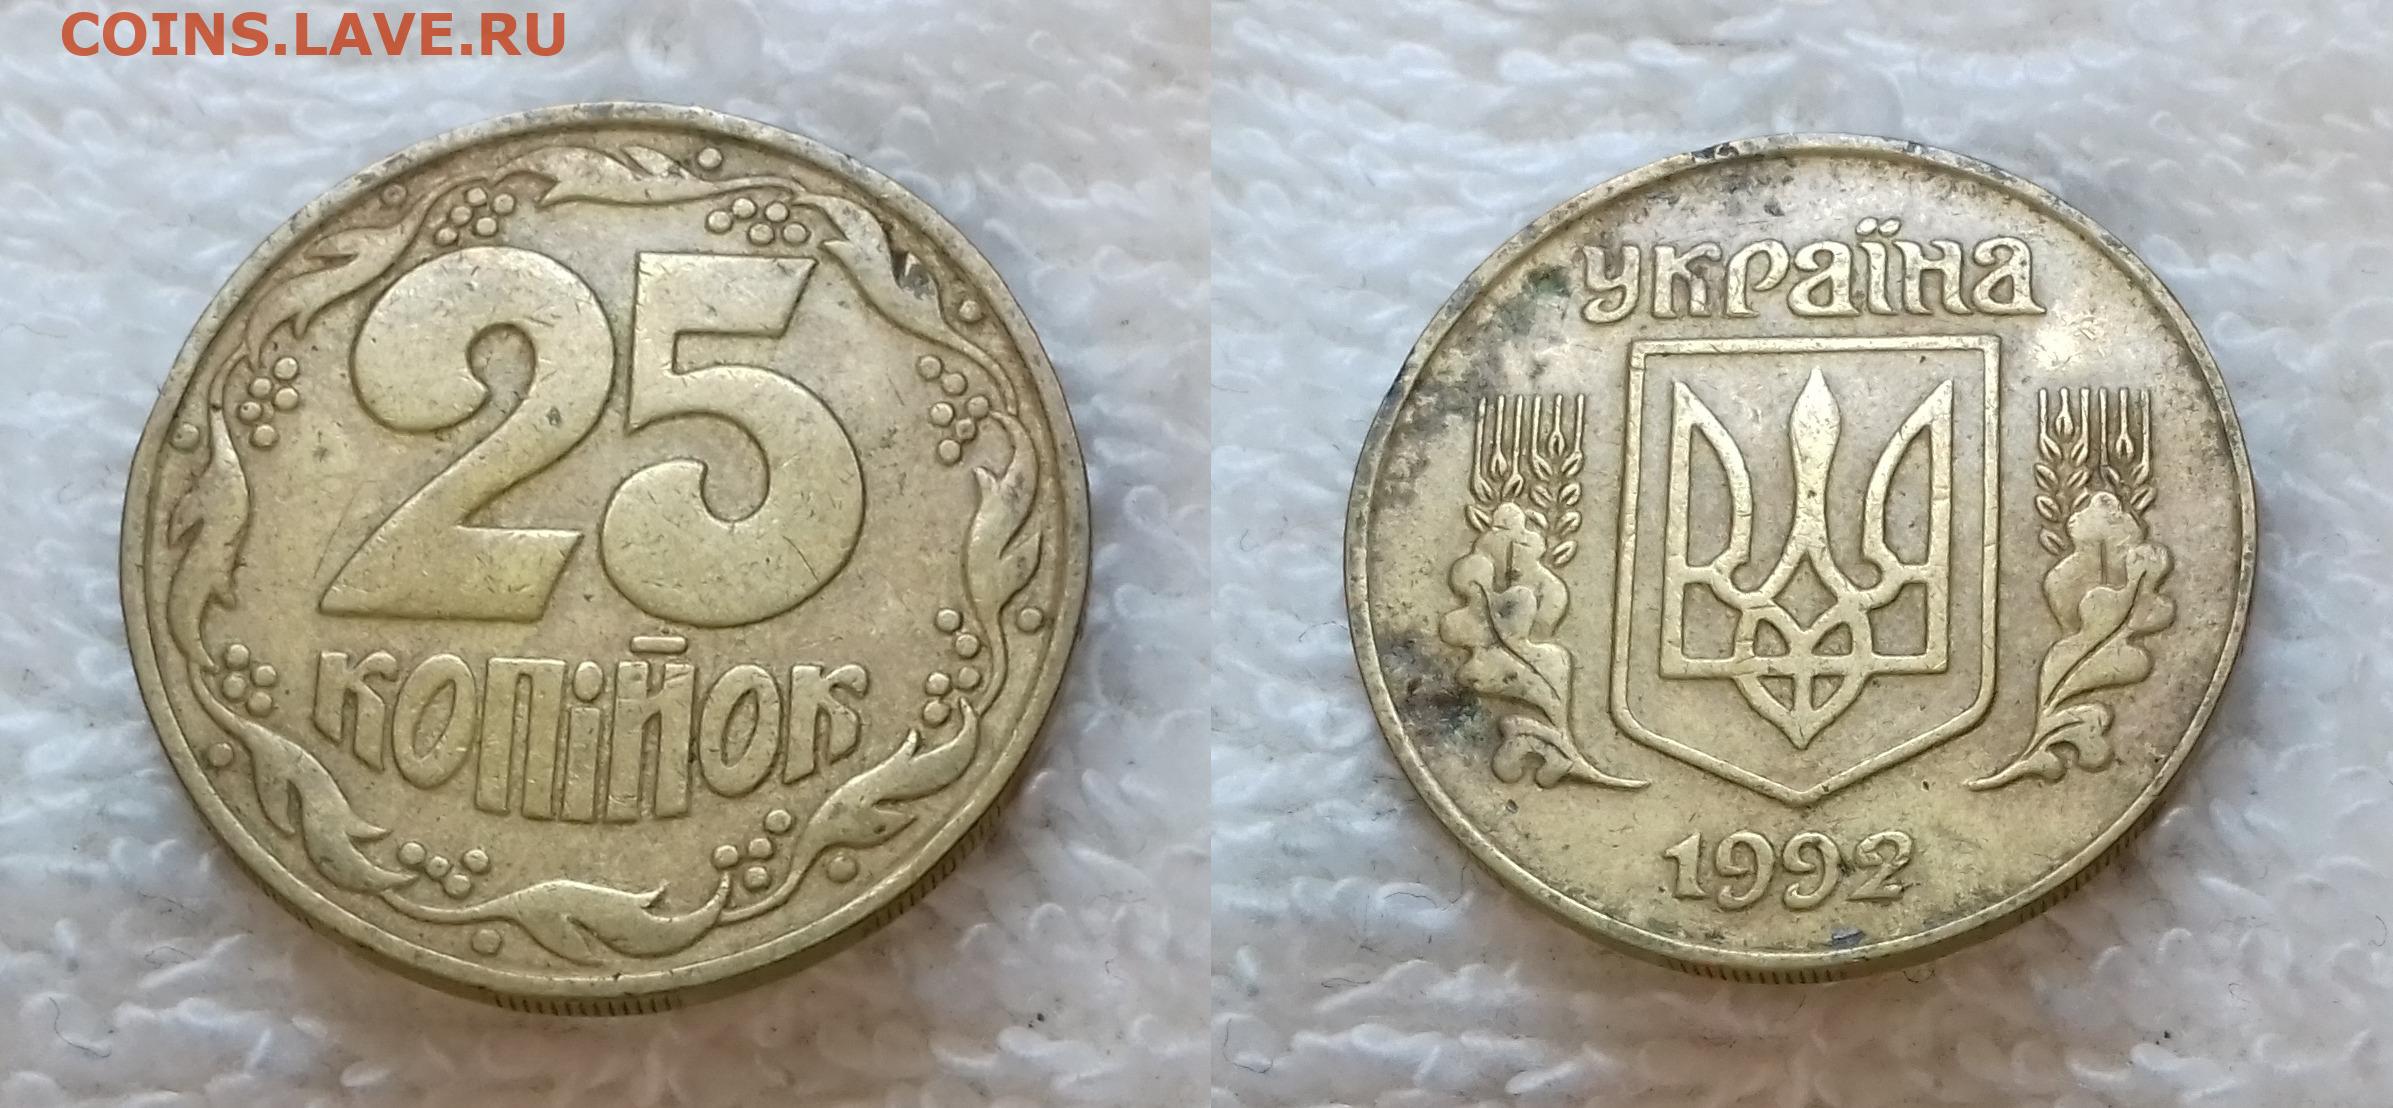 COINS.LAVE.RU
25
копійок
україна
1992